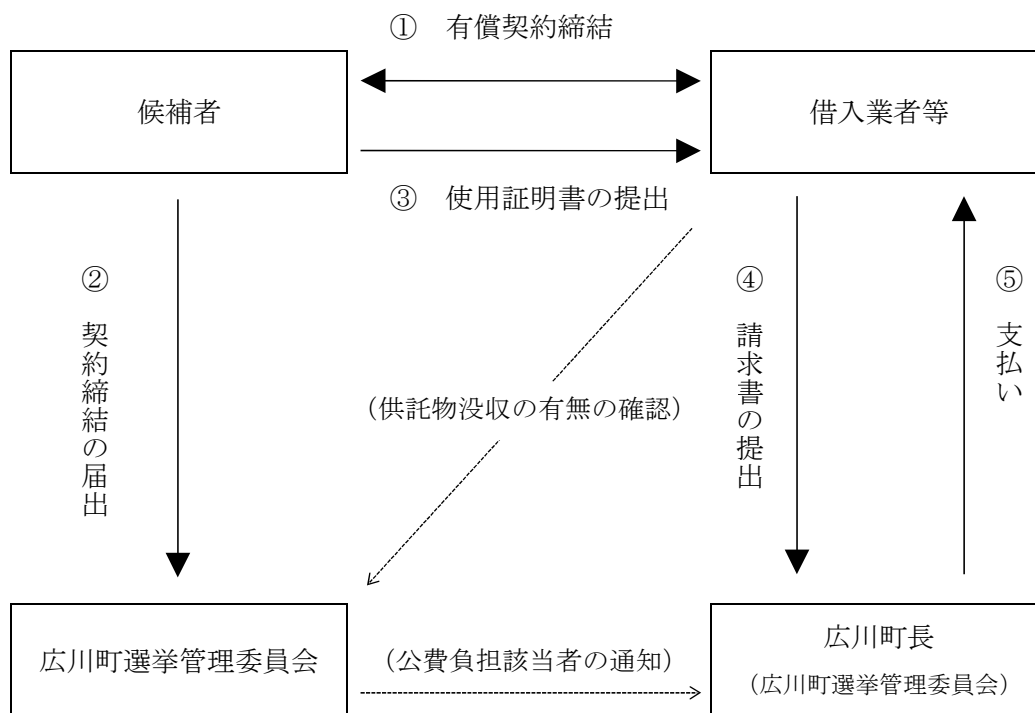 ① 有償契約締結
候補者
借入業者等
③ 使用証明書の提出
② 契約締結の届出
④ 請求書の提出
⑤ 支払い
（供託物没収の有無の確認）
広川町選挙管理委員会
（公費負担該当者の通知）
広川町長
（広川町選挙管理委員会）